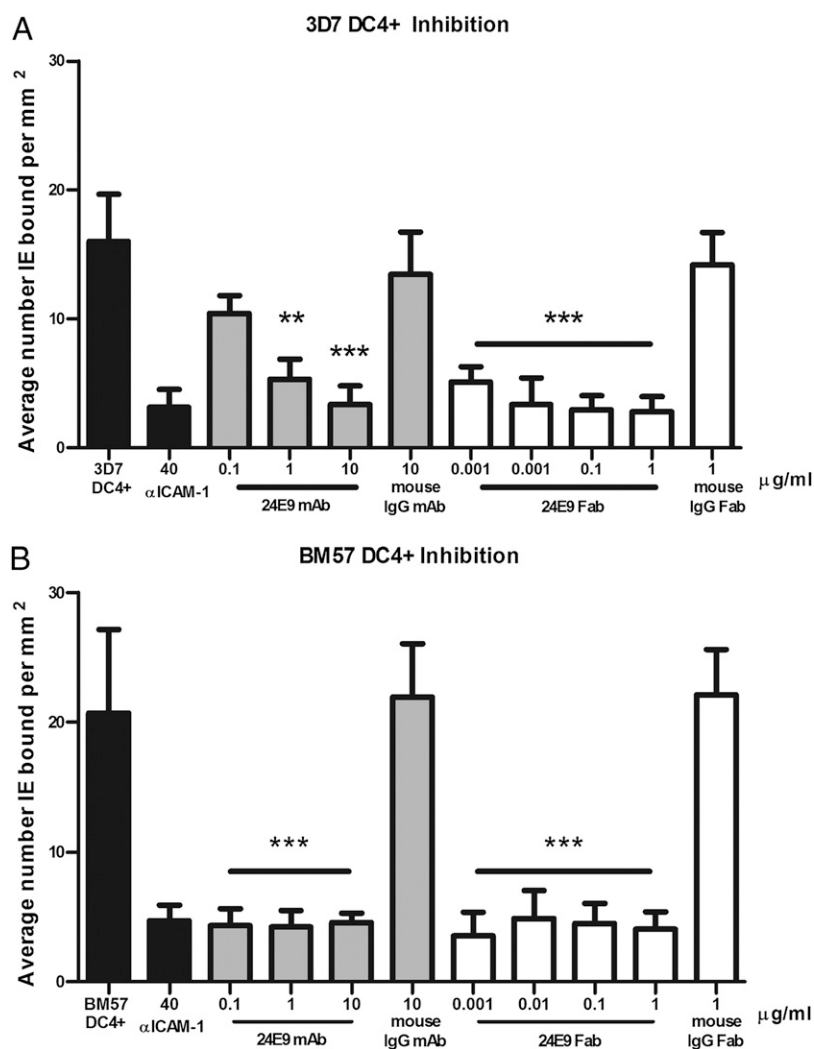 A
3D7 DC4+ Inhibition
Average number IE bound per mm 2
30
20
10
0
** *** ***
3D7 40 0.1 1 10 10 0.001 0.001 0.1 1 1 μg/ml
DC4+ αICAM-1 24E9 mAb mouse 24E9 Fab mouse
IgG mAb IgG Fab
B
BM57 DC4+ Inhibition
Average number IE bound per mm 2
30
20
10
0
*** ***
BM57 40 0.1 1 10 10 0.001 0.01 0.1 1 1 μg/ml
DC4+ αICAM-1 24E9 mAb mouse 24E9 Fab mouse
IgG mAb IgG Fab